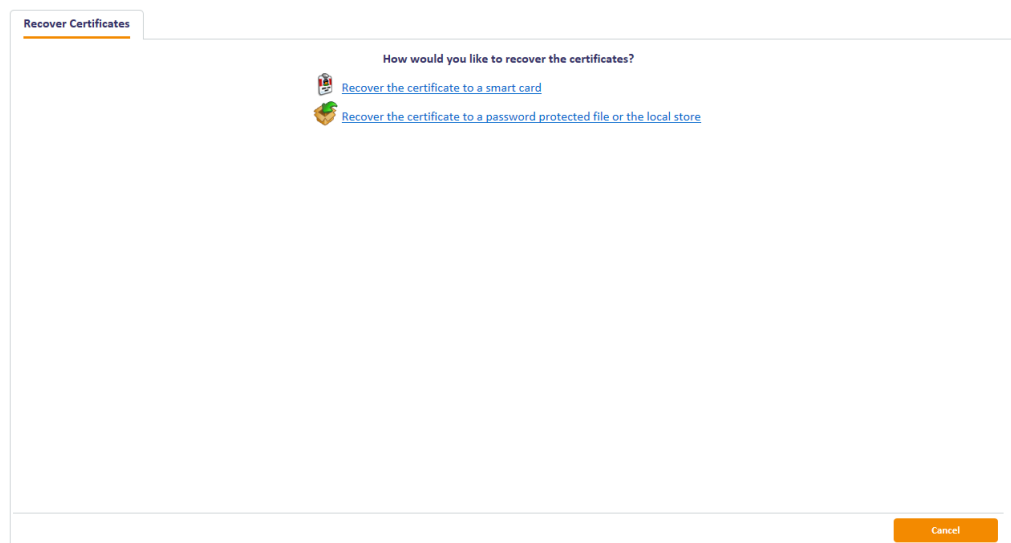 Recover Certificates
How would you like to recover the certificates?
Recover the certificate to a smart card
Recover the certificate to a password protected file or the local store
Cancel